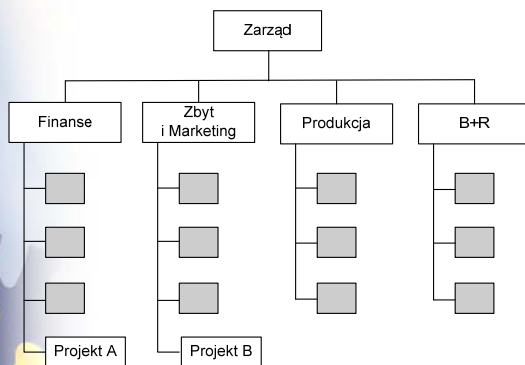 Zarząd
Finanse
Zbyt
i Marketing
Produkcja
B+R
Projekt A
Projekt B